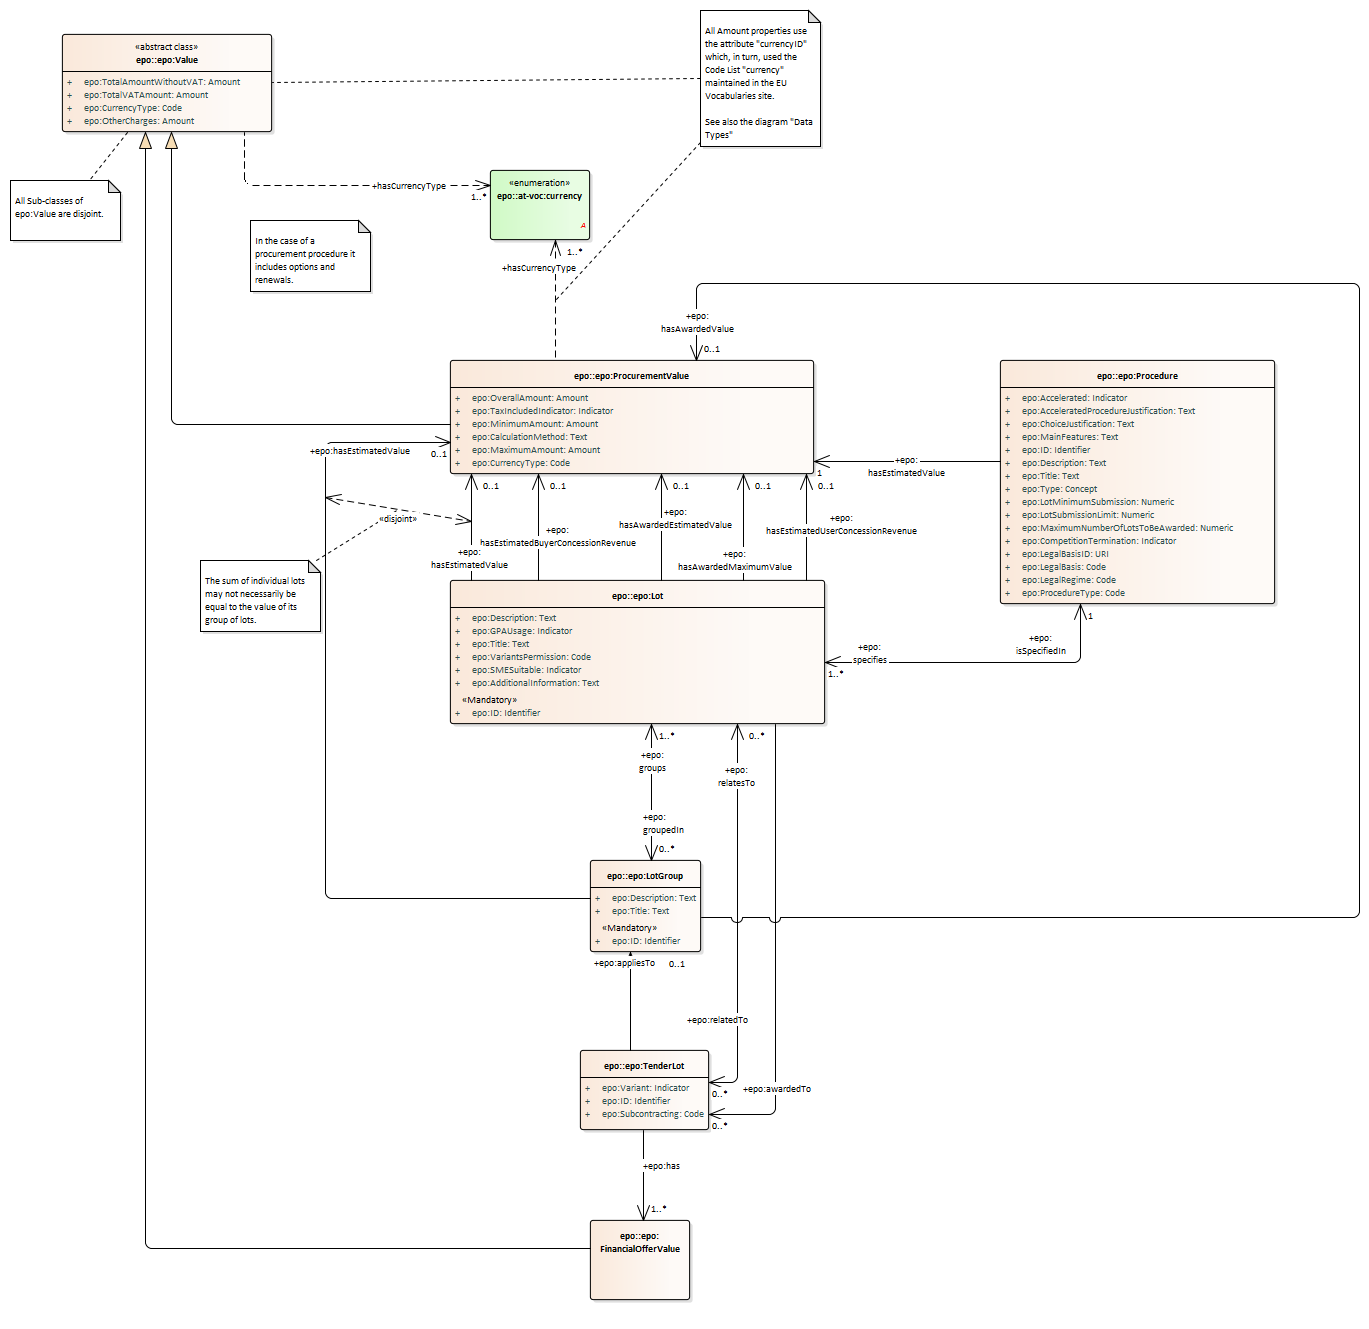 «abstract class»
epo::epo:Value
+ epo:TotalAmountWithoutVAT: Amount
+ epo:TotalVATAmount: Amount
+ epo:CurrencyType: Code
+ epo:OtherCharges: Amount
All Amount properties use
the attribute "currencyID"
which, in turn, used the
Code List "currency"
maintained in the EU
Vocabularies site.
See also the diagram "Data
Types"
All Sub-classes of
epo:Value are disjoint.
+hasCurrencyType
1..*
«enumeration»
epo::at-voc:currency
A
In the case of a
procurement procedure it
includes options and
renewals.
1..*
+hasCurrencyType
+epo:
hasAwardedValue
0..1
epo::epo:ProcurementValue
+ epo:OverallAmount: Amount
+ epo:TaxIncludedIndicator: Indicator
+ epo:MinimumAmount: Amount
+ epo:CalculationMethod: Text
+ epo:MaximumAmount: Amount
+ epo:CurrencyType: Code
epo::epo:Procedure
+ epo:Accelerated: Indicator
+ epo:AcceleratedProcedureJustification: Text
+ epo:ChoiceJustification: Text
+ epo:MainFeatures: Text
+ epo:ID: Identifier
+ epo:Description: Text
+ epo:Title: Text
+ epo:Type: Concept
+ epo:LotMinimumSubmission: Numeric
+ epo:LotSubmissionLimit: Numeric
+ epo:MaximumNumberOfLotsToBeAwarded: Numeric
+ epo:CompetitionTermination: Indicator
+ epo:LegalBasisID: URI
+ epo:LegalBasis: Code
+ epo:LegalRegime: Code
+ epo:ProcedureType: Code
+epo:hasEstimatedValue
0..1
+epo:
hasEstimatedValue
1
0..1
0..1
0..1
0..1
0..1
«disjoint»
+epo:
hasEstimatedValue
+epo:
hasEstimatedBuyerConcessionRevenue
+epo:
hasAwardedEstimatedValue
+epo:
hasAwardedMaximumValue
+epo:
hasEstimatedUserConcessionRevenue
The sum of individual lots
may not necessarily be
equal to the value of its
group of lots.
epo::epo:Lot
+ epo:Description: Text
+ epo:GPAUsage: Indicator
+ epo:Title: Text
+ epo:VariantsPermission: Code
+ epo:SMESuitable: Indicator
+ epo:AdditionalInformation: Text
«Mandatory»
+ epo:ID: Identifier
1
+epo:
isSpecifiedIn
+epo:
specifies
1..*
1..*
+epo:
groups
0..*
+epo:
relatesTo
+epo:
groupedIn
0..*
epo::epo:LotGroup
+ epo:Description: Text
+ epo:Title: Text
«Mandatory»
+ epo:ID: Identifier
+epo:appliesTo
0..1
+epo:relatedTo
epo::epo:TenderLot
+ epo:Variant: Indicator
+ epo:ID: Identifier
+ epo:Subcontracting: Code
0..*
+epo:awardedTo
0..*
+epo:has
1..*
epo::epo:
FinancialOfferValue